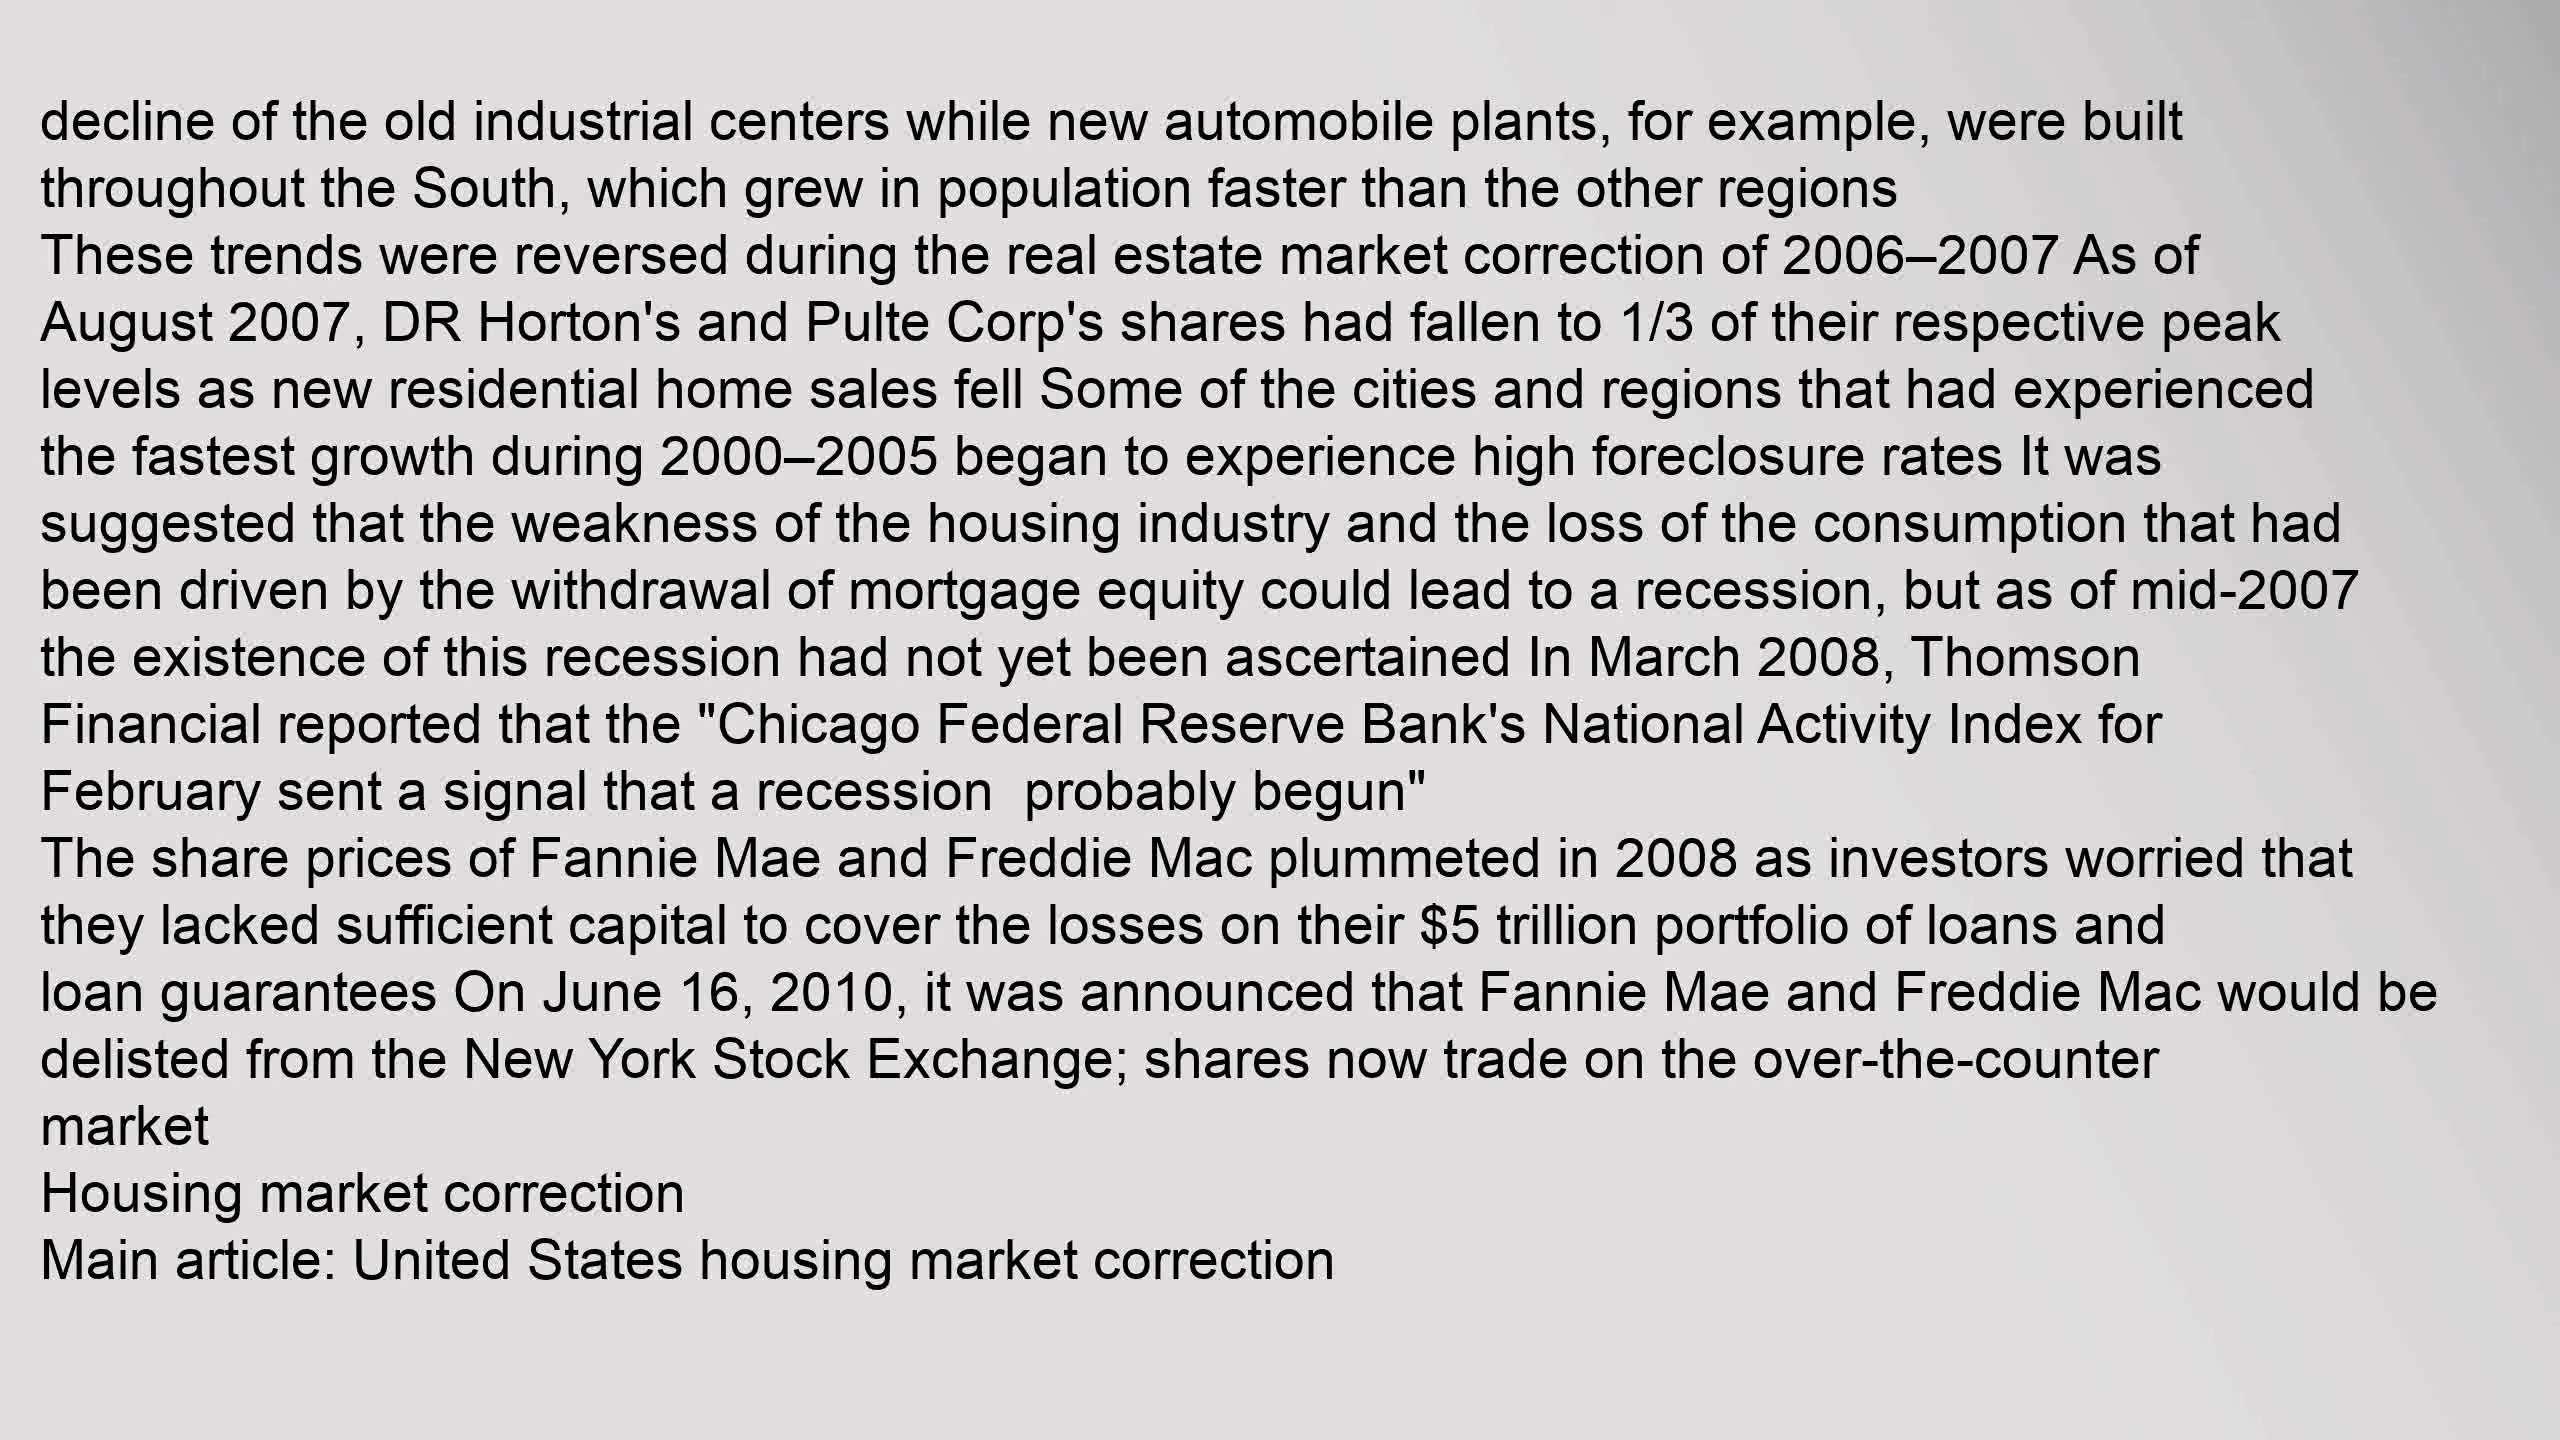 decline of the old industrial centers while new automobile plants, for example, were built
throughout the South, which grew in population faster than the other regions
These trends were reversed during the real estate market correction of 2006–2007 As of
August 2007, DR Horton's and Pulte Corp's shares had fallen to 1/3 of their respective peak
levels as new residential home sales fell Some of the cities and regions that had experienced
the fastest growth during 2000–2005 began to experience high foreclosure rates It was
suggested that the weakness of the housing industry and the loss of the consumption that had
been driven by the withdrawal of mortgage equity could lead to a recession, but as of mid-2007
the existence of this recession had not yet been ascertained In March 2008, Thomson
Financial reported that the "Chicago Federal Reserve Bank's National Activity Index for
February sent a signal that a recession  probably begun"
The share prices of Fannie Mae and Freddie Mac plummeted in 2008 as investors worried that
they lacked sufficient capital to cover the losses on their $5 trillion portfolio of loans and
loan guarantees On June 16, 2010, it was announced that Fannie Mae and Freddie Mac would be
delisted from the New York Stock Exchange; shares now trade on the over-the-counter
market
Housing market correction
Main article: United States housing market correction